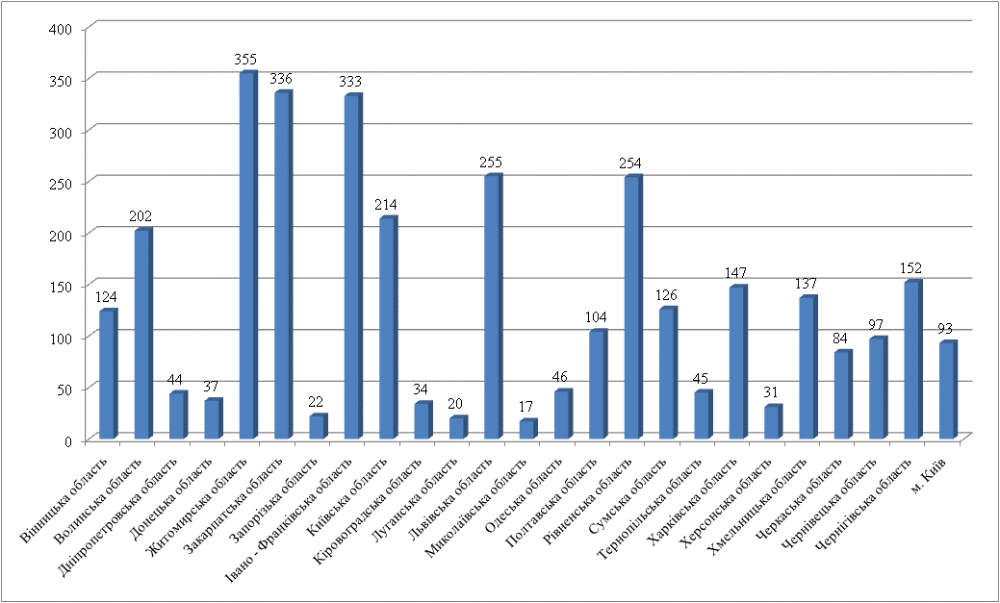 400
350
300
250
200
150
100
50
0
124
202
44
37
355
336
22
333
214
34
20
255
17
46
104
254
126
45
147
31
137
84
97
152
93
Вінницька область
Волинська область
Дніпропетровська область
Донецька область
Житомирська область
Закарпатська область
Запорізька область
Івано - Франківська область
Київська область
Кіровоградська область
Луганська область
Львівська область
Миколаївська область
Одеська область
Полтавська область
Рівненська область
Сумська область
Тернопільська область
Харківська область
Херсонська область
Хмельницька область
Черкаська область
Чернівецька область
Чернігівська область
м. Київ